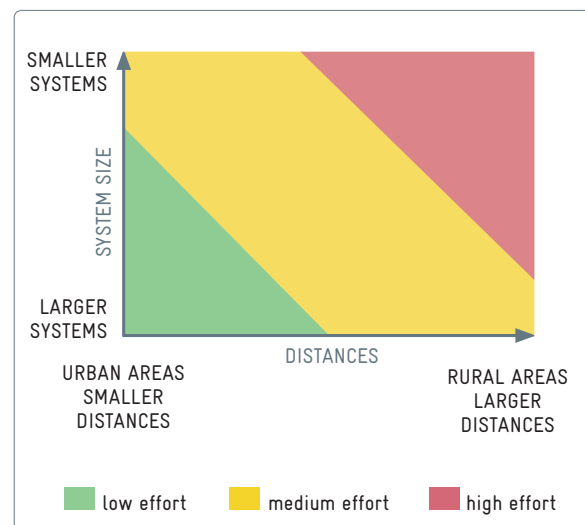 SMALLER
SYSTEMS
SYSTEM SIZE
LARGER
SYSTEMS
DISTANCES
URBAN AREAS
SMALLER
DISTANCES
RURAL AREAS
LARGER
DISTANCES
low effort
medium effort
high effort